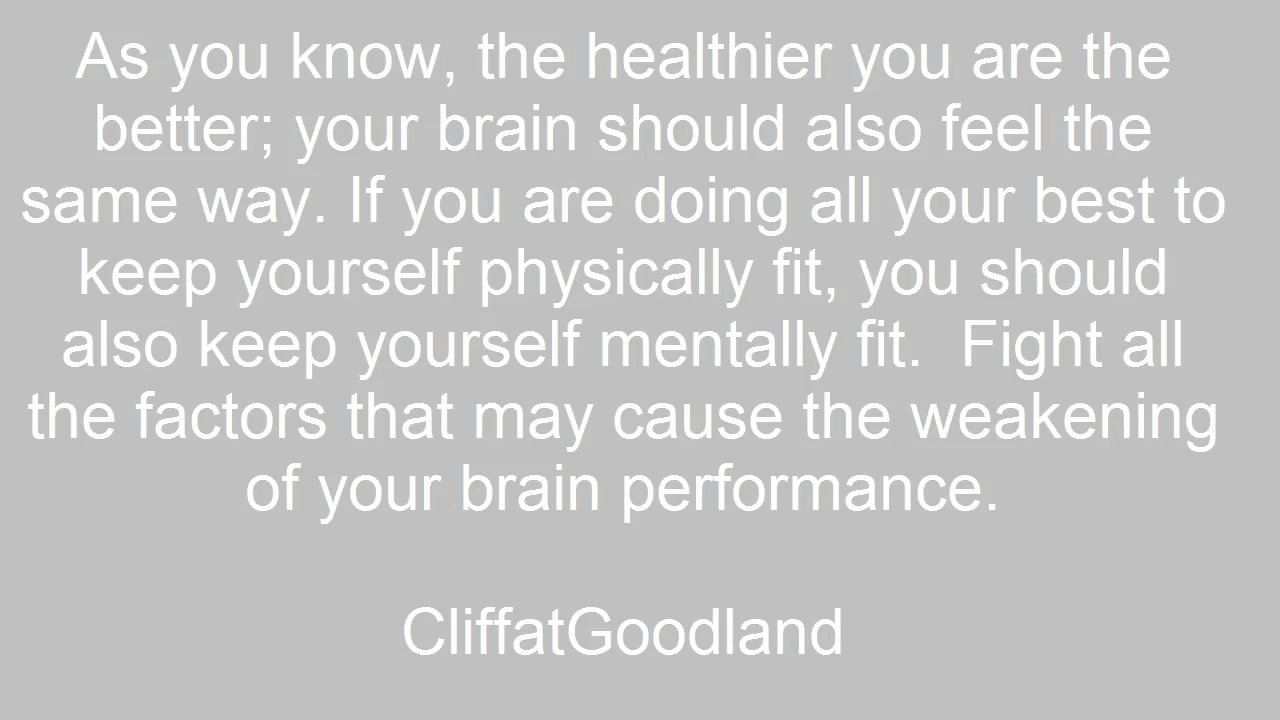 As you know, the healthier you are the
better; your brain should also feel the
same way. If you are doing all your best to
keep yourself physically fit, you should
also keep yourself mentally fit.  Fight all
the factors that may cause the weakening
of your brain performance.
CliffatGoodland